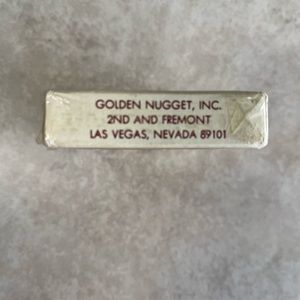 GOLDEN NUGGET, INC.
2ND AND FREMONT
LAS VEGAS, NEVADA 89101